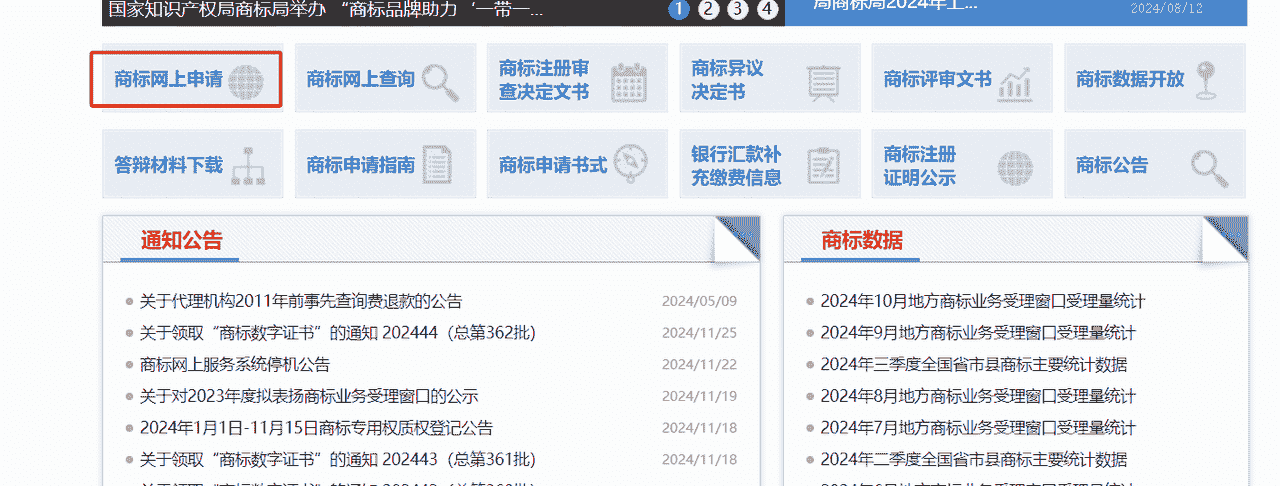 国家知识产权局商标局举办 “商标品牌助力‘一带一...
1 2 3 4
局商标局2024年上...
2024/08/12
商标网上申请
商标网上查询
商标注册审
查决定文书
商标异议
决定书
商标评审文书
商标数据开放
答辩材料下载
商标申请指南
商标申请书式
银行汇款补
充缴费信息
商标注册
证明公示
商标公告
通知公告
关于代理机构2011年前事先查询费退款的公告 2024/05/09
关于领取“商标数字证书”的通知 202444（总第362批） 2024/11/25
商标网上服务系统停机公告 2024/11/22
关于对2023年度拟表扬商标业务受理窗口的公示 2024/11/19
2024年1月1日-11月15日商标专用权质权登记公告 2024/11/18
关于领取“商标数字证书”的通知 202443（总第361批） 2024/11/18
商标数据
2024年10月地方商标业务受理窗口受理量统计
2024年9月地方商标业务受理窗口受理量统计
2024年三季度全国省市县商标主要统计数据
2024年8月地方商标业务受理窗口受理量统计
2024年7月地方商标业务受理窗口受理量统计
2024年二季度全国省市县商标主要统计数据